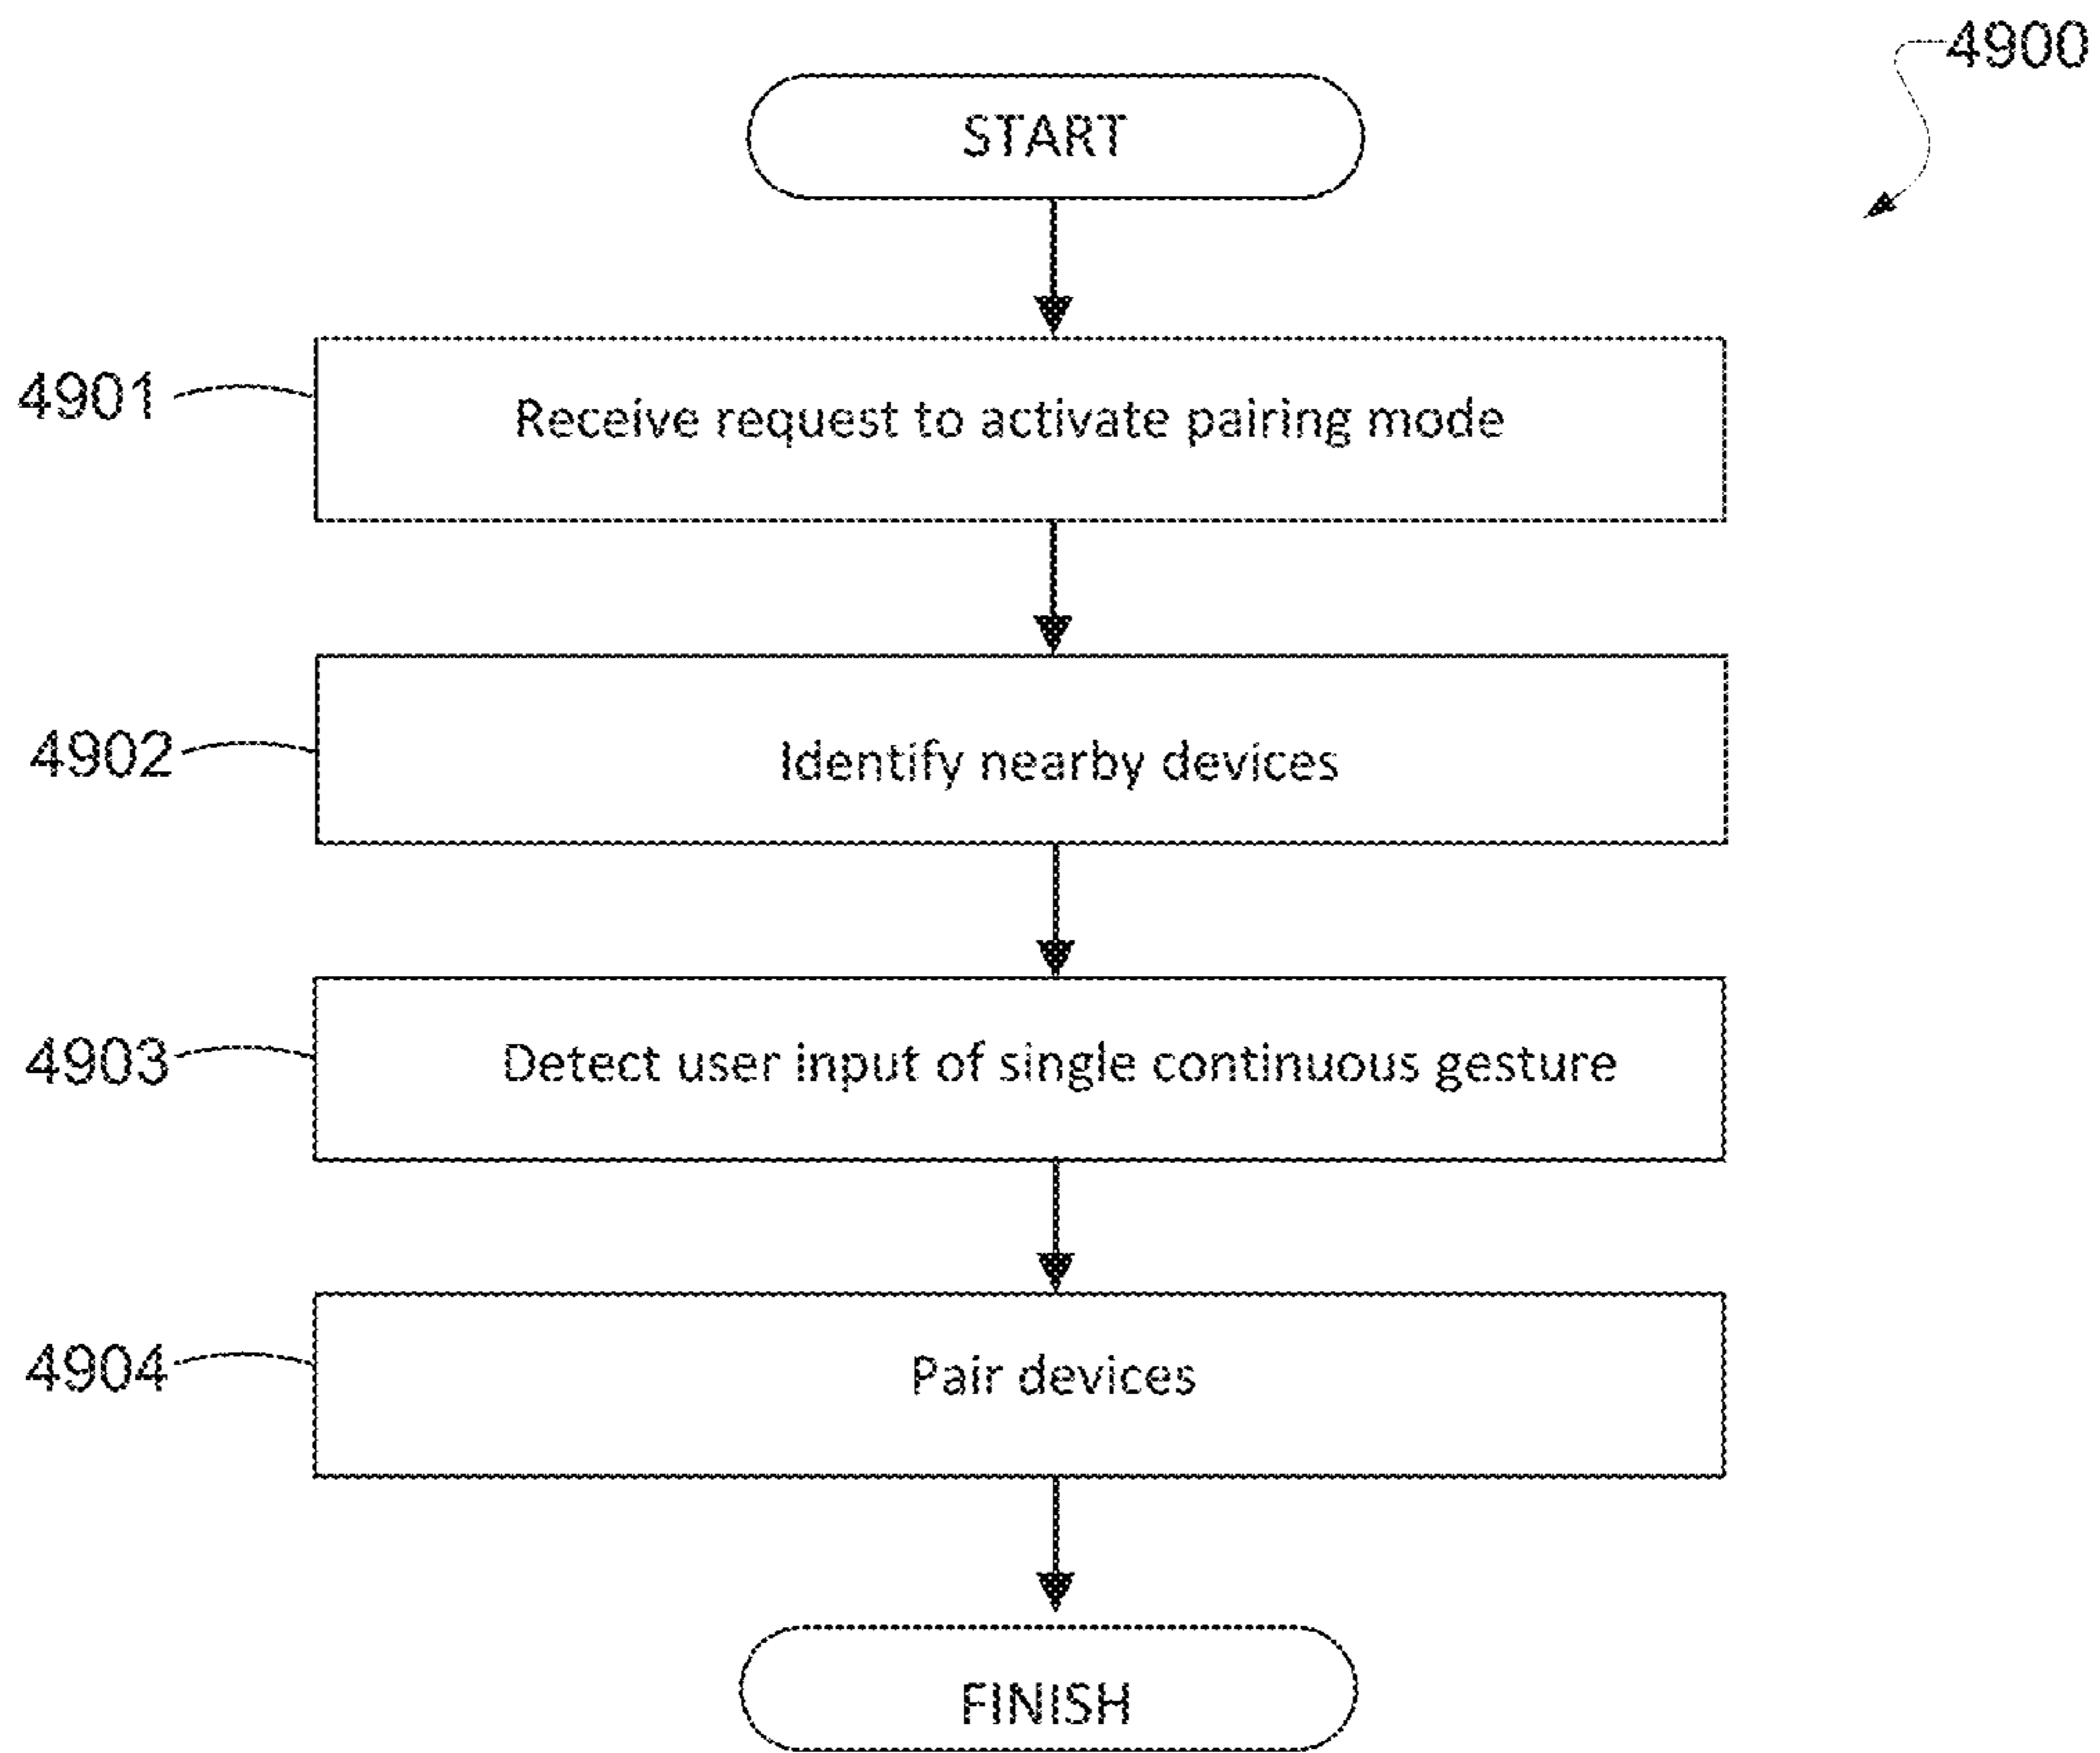 4900
START
4901 Receive request to activate pairing mode
4902 Identify nearby devices
4903 Detect user input of single continuous gesture
4904 Pair devices
FINISH